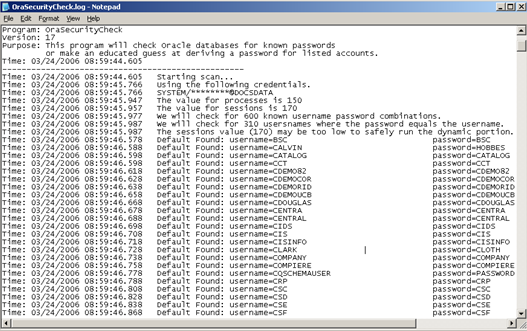 OraSecurityCheck.log - Notepad
File Edit Format View Help
Program: OraSecurityCheck
Version: 17
Purpose: This program will check Oracle databases for known passwords
or make an educated guess at deriving a password for listed accounts.
Time: 03/24/2006 08:59:44.605
--------------------------------------------
Time: 03/24/2006 08:59:44.605 Starting scan...
Time: 03/24/2006 08:59:45.766 Using the following credentials.
Time: 03/24/2006 08:59:45.766 SYSTEM/********@DOCSDATA
Time: 03/24/2006 08:59:45.947 The value for processes is 150
Time: 03/24/2006 08:59:45.957 The value for sessions is 170
Time: 03/24/2006 08:59:45.977 We will check for 600 known username password combinations.
Time: 03/24/2006 08:59:45.987 We will check for 310 usersnames where the password equals the username.
Time: 03/24/2006 08:59:45.987 The sessions value (170) may be too low to safely run the dynamic portion.
Time: 03/24/2006 08:59:46.578 Default Found: username=BSC password=BSC
Time: 03/24/2006 08:59:46.588 Default Found: username=CALVIN password=HOBBES
Time: 03/24/2006 08:59:46.598 Default Found: username=CATALOG password=CATALOG
Time: 03/24/2006 08:59:46.598 Default Found: username=CCT password=CCT
Time: 03/24/2006 08:59:46.618 Default Found: username=CDEMO82 password=CDEMO82
Time: 03/24/2006 08:59:46.628 Default Found: username=CDEMOCOR password=CDEMOCOR
Time: 03/24/2006 08:59:46.638 Default Found: username=CDEMORID password=CDEMORID
Time: 03/24/2006 08:59:46.658 Default Found: username=CDEMOUCB password=CDEMOUCB
Time: 03/24/2006 08:59:46.668 Default Found: username=CDOUGLAS password=CDOUGLAS
Time: 03/24/2006 08:59:46.678 Default Found: username=CENTRA password=CENTRA
Time: 03/24/2006 08:59:46.688 Default Found: username=CENTRAL password=CENTRAL
Time: 03/24/2006 08:59:46.698 Default Found: username=CIDS password=CIDS
Time: 03/24/2006 08:59:46.708 Default Found: username=CIS password=CIS
Time: 03/24/2006 08:59:46.718 Default Found: username=CISINFO password=CISINFO
Time: 03/24/2006 08:59:46.728 Default Found: username=CLARK password=CLOTH
Time: 03/24/2006 08:59:46.738 Default Found: username=COMPANY password=COMPANY
Time: 03/24/2006 08:59:46.758 Default Found: username=COMPIERE password=COMPIERE
Time: 03/24/2006 08:59:46.778 Default Found: username=CQSCHEMAUSER password=PASSWORD
Time: 03/24/2006 08:59:46.788 Default Found: username=CRP password=CRP
Time: 03/24/2006 08:59:46.808 Default Found: username=CSC password=CSC
Time: 03/24/2006 08:59:46.828 Default Found: username=CSD password=CSD
Time: 03/24/2006 08:59:46.838 Default Found: username=CSE password=CSE
Time: 03/24/2006 08:59:46.868 Default Found: username=CSF password=CSF